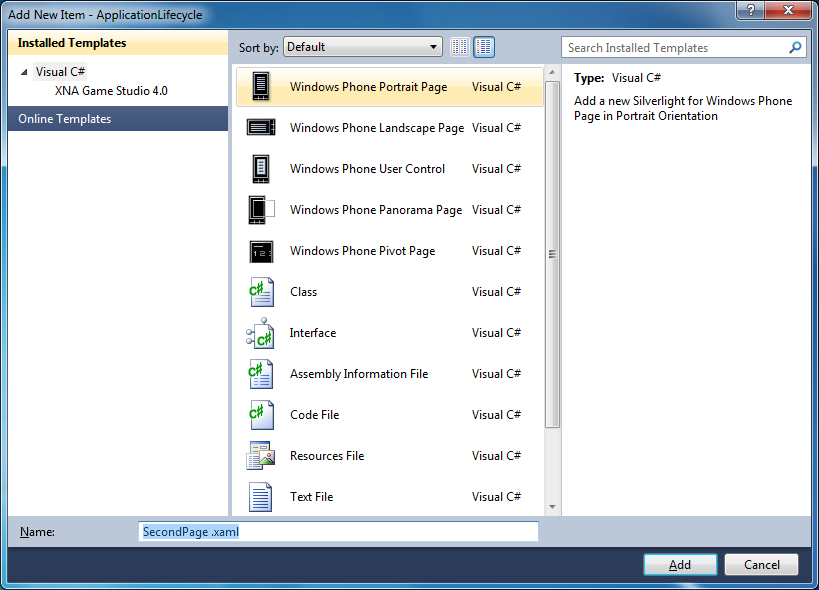 Add New Item - ApplicationLifecycle
Installed Templates
Visual C#
XNA Game Studio 4.0
Online Templates
Sort by: Default
Search Installed Templates
Windows Phone Portrait Page Visual C#
Windows Phone Landscape Page Visual C#
Windows Phone User Control Visual C#
Windows Phone Panorama Page Visual C#
Windows Phone Pivot Page Visual C#
Class Visual C#
Interface Visual C#
Assembly Information File Visual C#
Code File Visual C#
Resources File Visual C#
Text File Visual C#
Type: Visual C#
Add a new Silverlight for Windows Phone
Page in Portrait Orientation
Name: SecondPage .xaml
Add Cancel